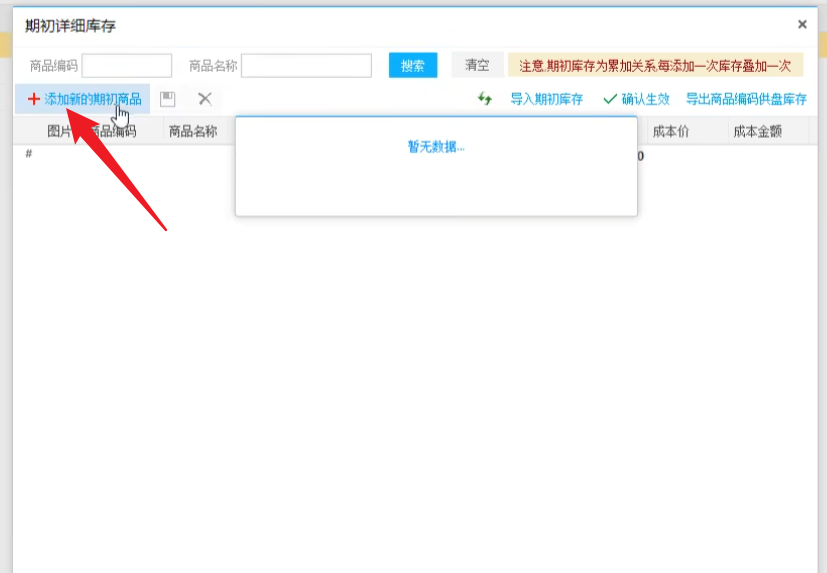 期初详细库存 ×
商品编码 商品名称 搜索 清空 注意,期初库存为累加关系,每添加一次库存叠加一次
添加新的期初商品 导入期初库存 确认生效 导出商品编码供盘库存
图片 商品编码 商品名称 成本价 成本金额
# 0
暂无数据...